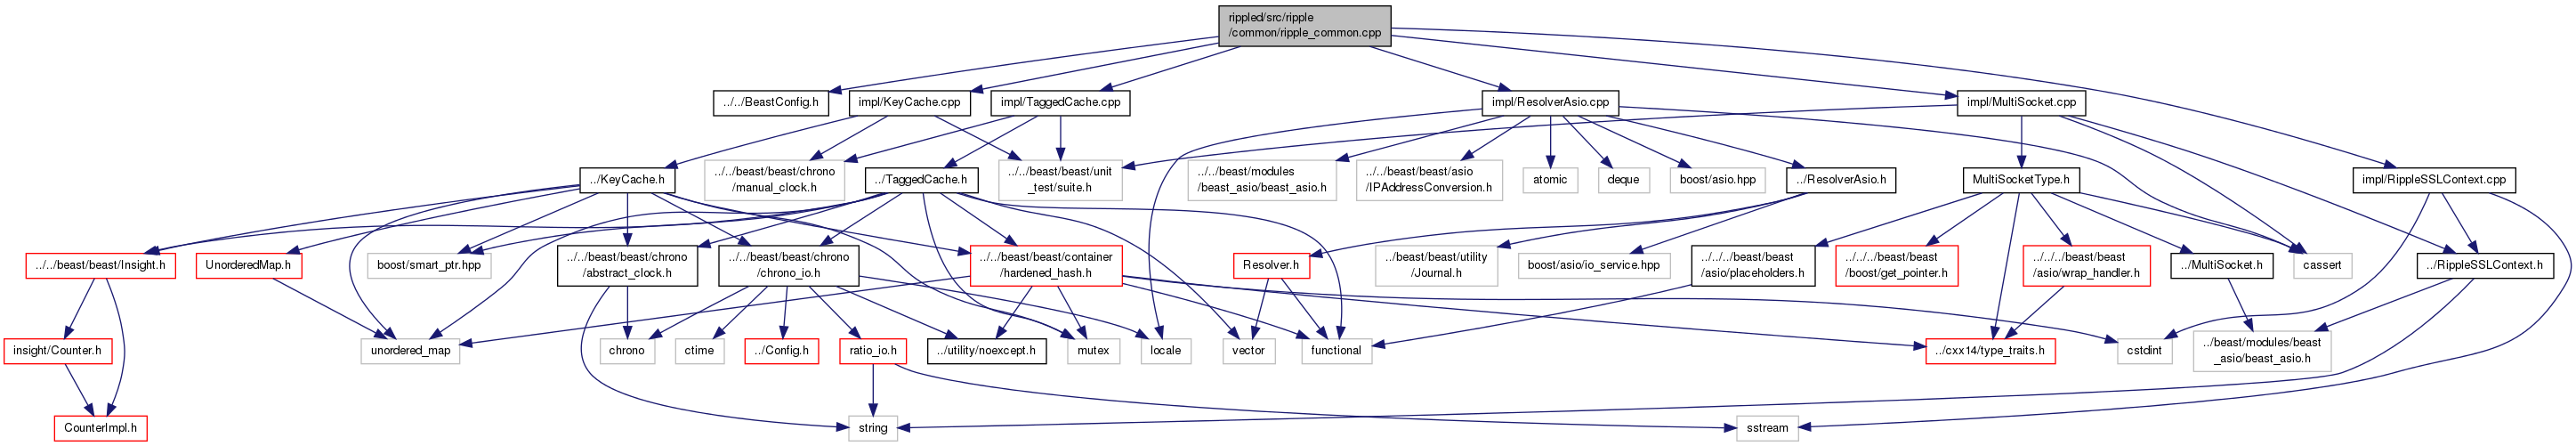 rippled/src/ripple
/common/ripple_common.cpp
../../BeastConfig.h
impl/KeyCache.cpp
impl/TaggedCache.cpp
impl/ResolverAsio.cpp
impl/MultiSocket.cpp
../KeyCache.h
../../beast/beast/chrono
/manual_clock.h
../TaggedCache.h
../../beast/beast/unit
_test/suite.h
../../beast/modules
/beast_asio/beast_asio.h
../../beast/beast/asio
/IPAddressConversion.h
atomic
deque
boost/asio.hpp
../ResolverAsio.h
MultiSocketType.h
impl/RippleSSLContext.cpp
../../beast/beast/Insight.h
UnorderedMap.h
boost/smart_ptr.hpp
../../beast/beast/chrono
/abstract_clock.h
../../beast/beast/chrono
/chrono_io.h
../../beast/beast/container
/hardened_hash.h
Resolver.h
../beast/beast/utility
/Journal.h
boost/asio/io_service.hpp
../../../beast/beast
/asio/placeholders.h
../../../beast/beast
/boost/get_pointer.h
../../../beast/beast
/asio/wrap_handler.h
../MultiSocket.h
cassert
../RippleSSLContext.h
insight/Counter.h
unordered_map
chrono
ctime
../Config.h
ratio_io.h
../utility/noexcept.h
mutex
locale
vector
functional
../cxx14/type_traits.h
cstdint
../beast/modules/beast
_asio/beast_asio.h
CounterImpl.h
string
sstream